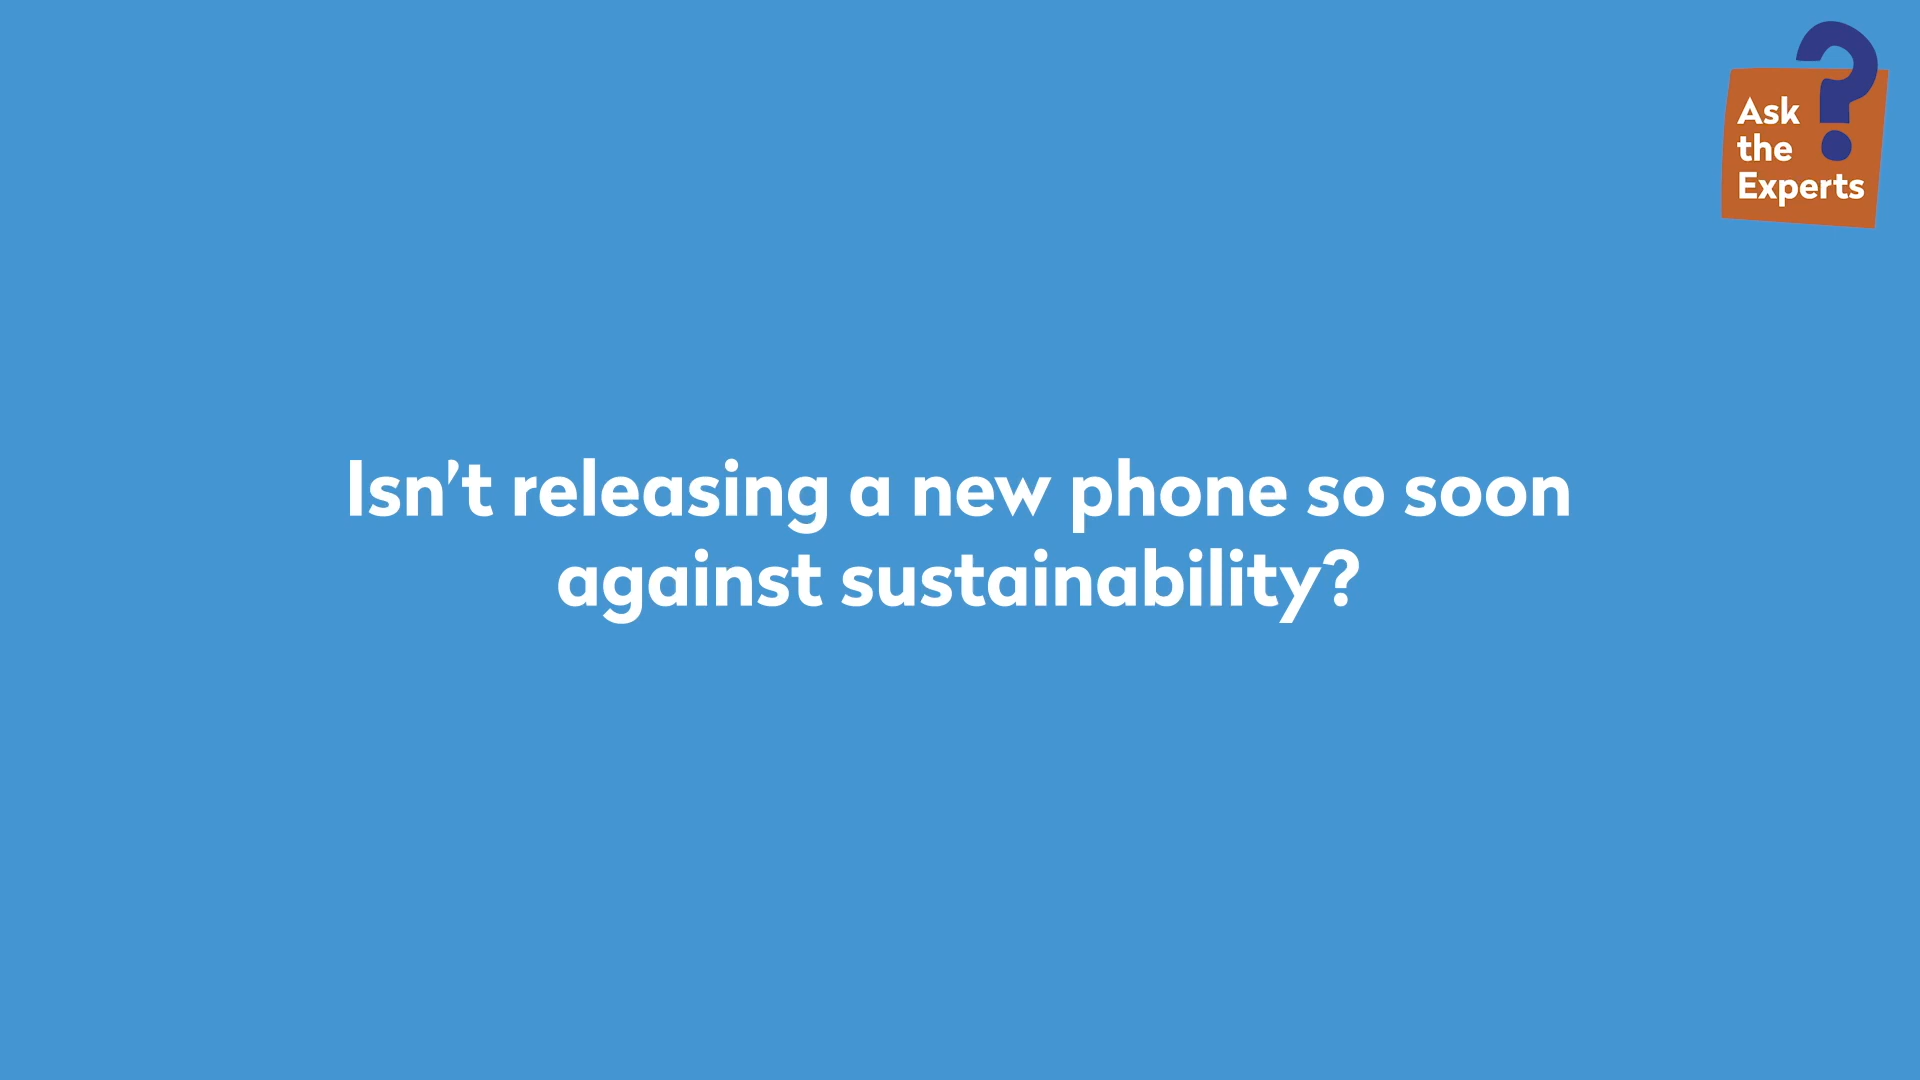 Ask
the
Experts
Isn’t releasing a new phone so soon
against sustainability?